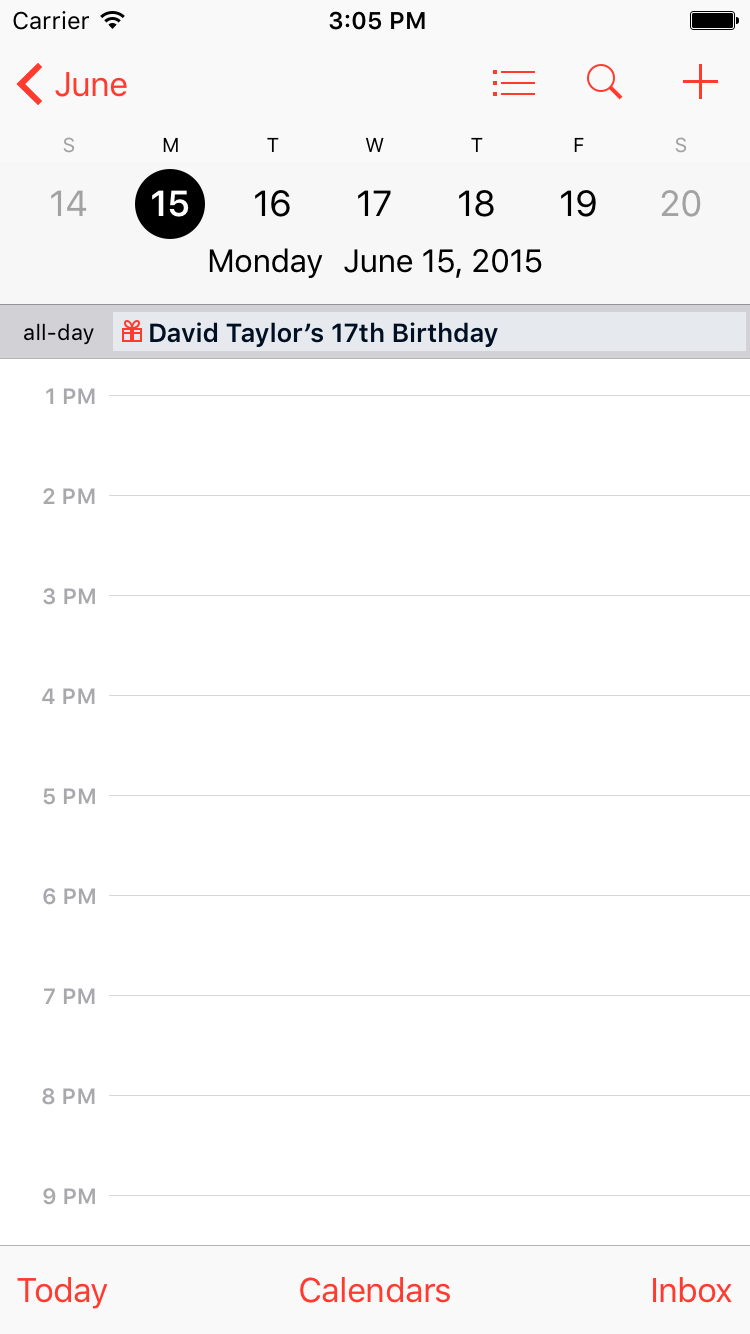 Carrier 3:05 PM
June
S M T W T F S
14 15 16 17 18 19 20
Monday June 15, 2015
all-day David Taylor’s 17th Birthday
1 PM
2 PM
3 PM
4 PM
5 PM
6 PM
7 PM
8 PM
9 PM
Today Calendars Inbox